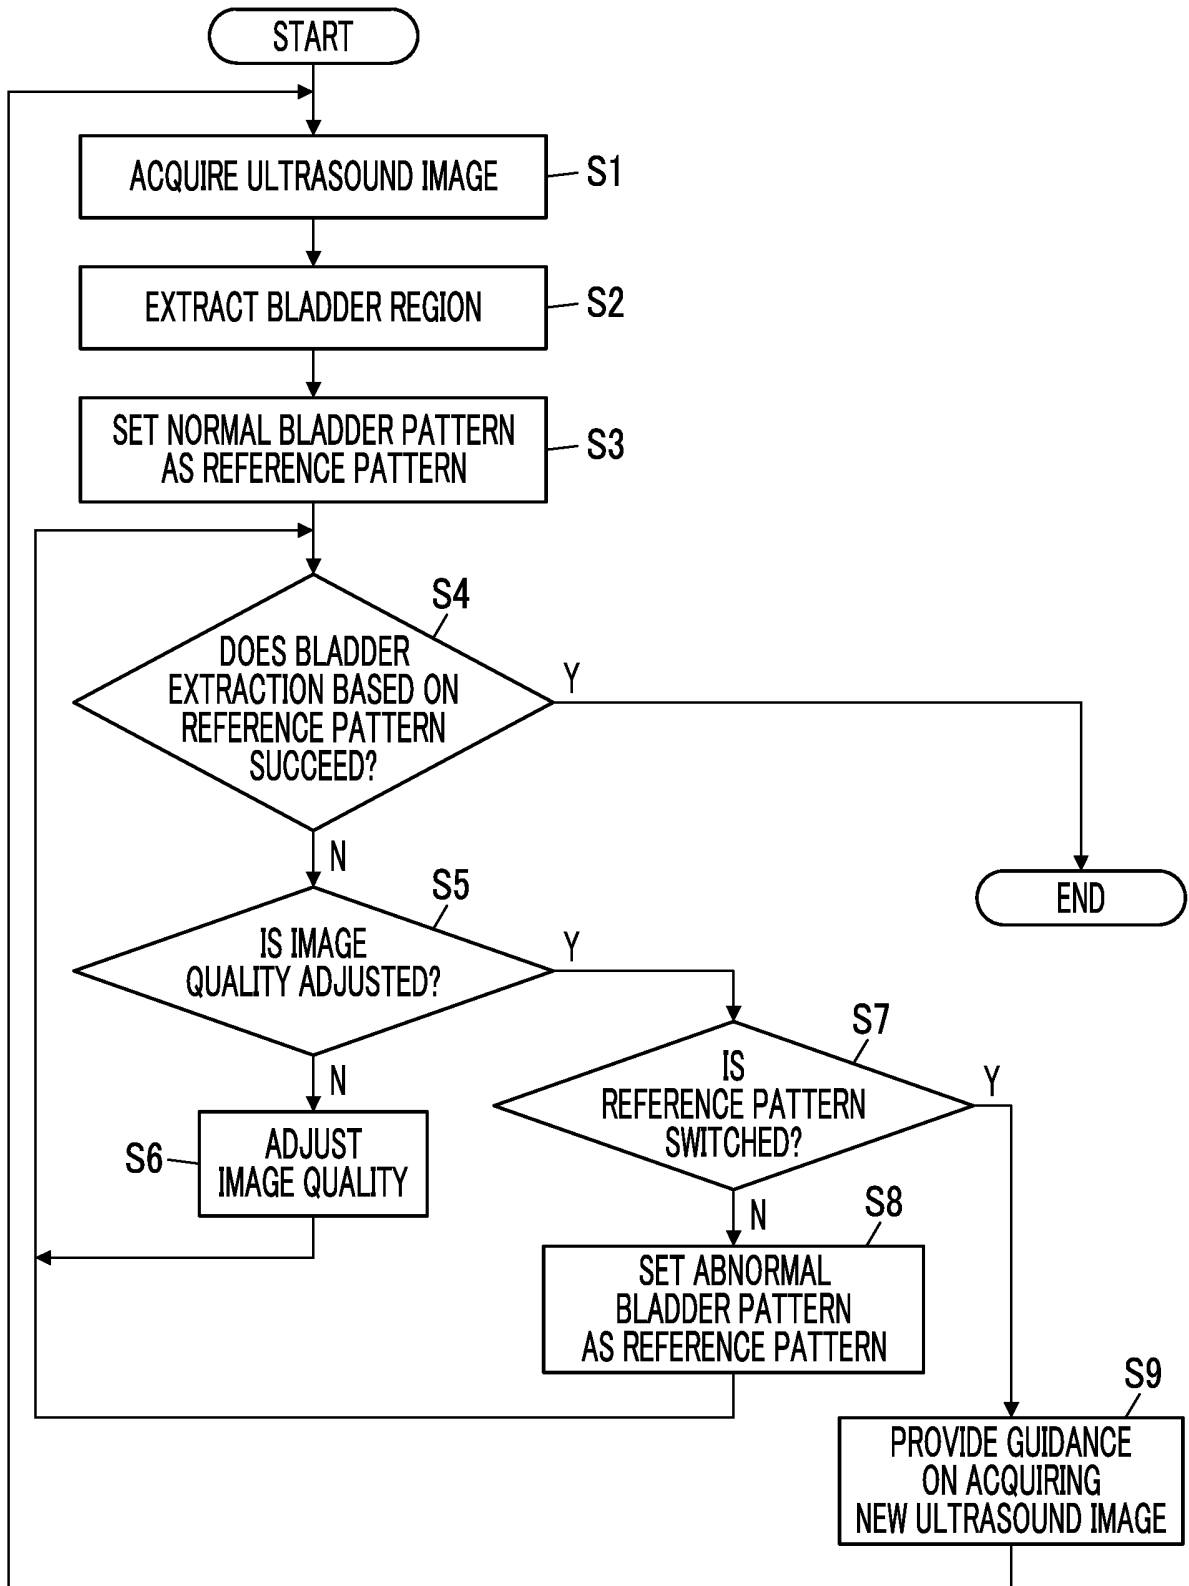 START
ACQUIRE ULTRASOUND IMAGE
S1
EXTRACT BLADDER REGION
S2
SET NORMAL BLADDER PATTERN
AS REFERENCE PATTERN
S3
S4
DOES BLADDER
EXTRACTION BASED ON
REFERENCE PATTERN
SUCCEED?
Y
N
END
S5
IS IMAGE
QUALITY ADJUSTED?
Y
N
S7
IS
REFERENCE PATTERN
SWITCHED?
Y
N
S6
ADJUST
IMAGE QUALITY
S8
SET ABNORMAL
BLADDER PATTERN
AS REFERENCE PATTERN
S9
PROVIDE GUIDANCE
ON ACQUIRING
NEW ULTRASOUND IMAGE